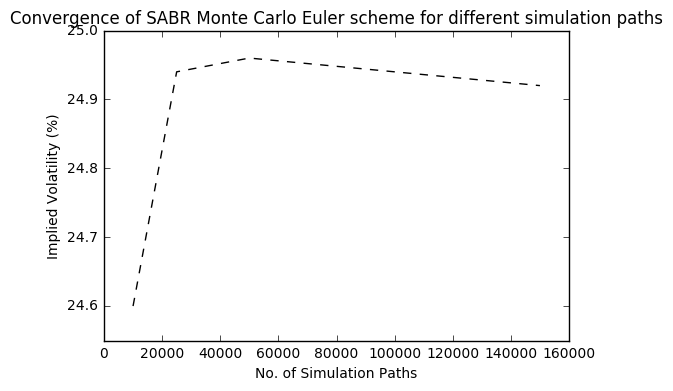 Convergence of SABR Monte Carlo Euler scheme for different simulation paths
25.0
24.9
24.8
24.7
24.6
Implied Volatility (%)
0 20000 40000 60000 80000 100000 120000 140000 160000
No. of Simulation Paths